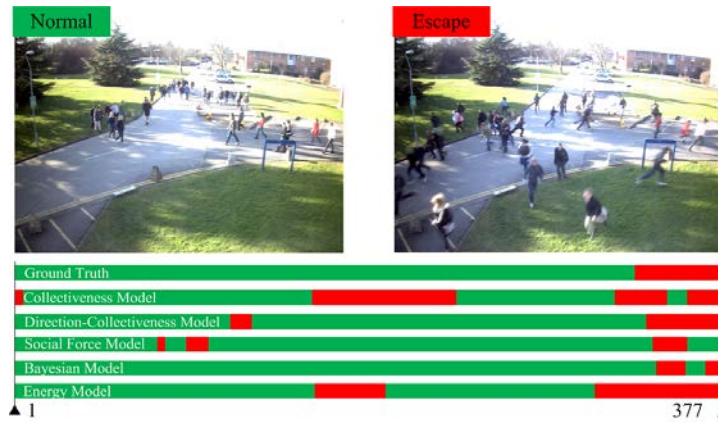 Normal
Escape
Ground Truth
Collectiveness Model
Direction-Collectiveness Model
Social Force Model
Bayesian Model
Energy Model
1
377